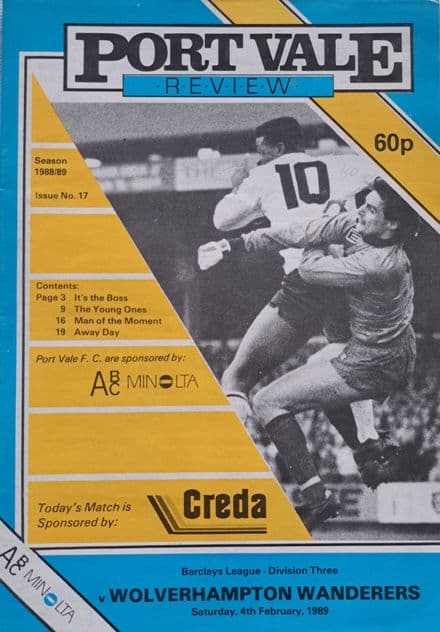 PORT VALE
·R·E·V·I·E·W·
60p
Season
1988/89
Issue No. 17
10
Contents:
Page 3 It's the Boss
9 The Young Ones
16 Man of the Moment
19 Away Day
Port Vale F. C. are sponsored by:
ABC MINOLTA
Today's Match is
Sponsored by:
Creda
ABC MINOLTA
Barclays League - Division Three
v WOLVERHAMPTON WANDERERS
Saturday, 4th February, 1989